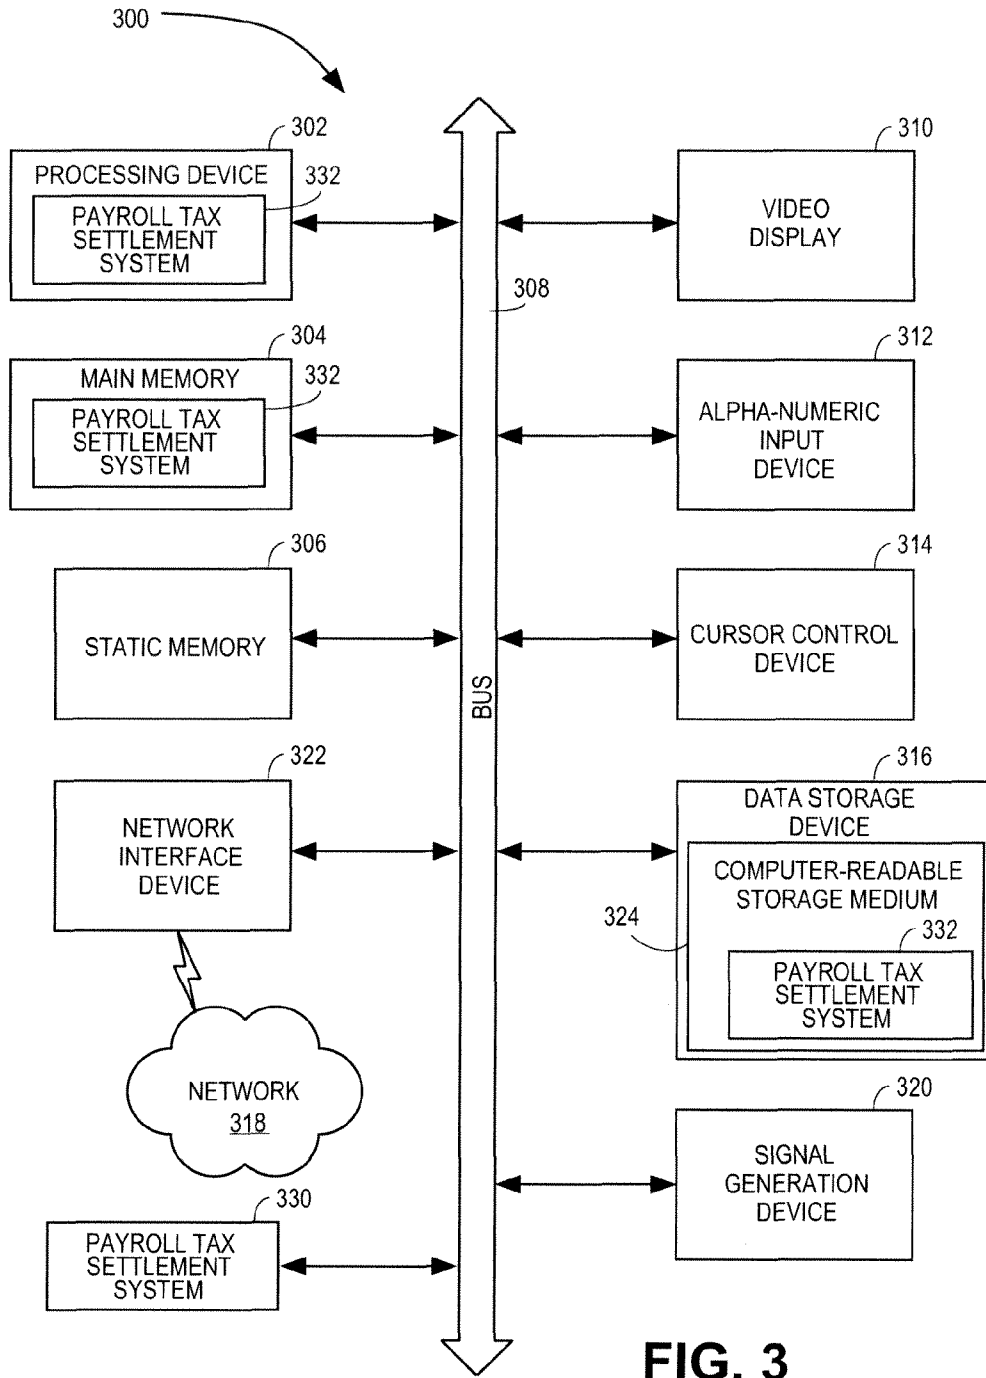 300
302
PROCESSING DEVICE
332
PAYROLL TAX
SETTLEMENT
SYSTEM
310
VIDEO
DISPLAY
308
304
MAIN MEMORY
332
PAYROLL TAX
SETTLEMENT
SYSTEM
312
ALPHA-NUMERIC
INPUT
DEVICE
306
STATIC MEMORY
314
CURSOR CONTROL
DEVICE
BUS
322
NETWORK
INTERFACE
DEVICE
316
DATA STORAGE
DEVICE
COMPUTER-READABLE
STORAGE MEDIUM
324
332
PAYROLL TAX
SETTLEMENT
SYSTEM
NETWORK
318
320
SIGNAL
GENERATION
DEVICE
330
PAYROLL TAX
SETTLEMENT
SYSTEM
FIG. 3